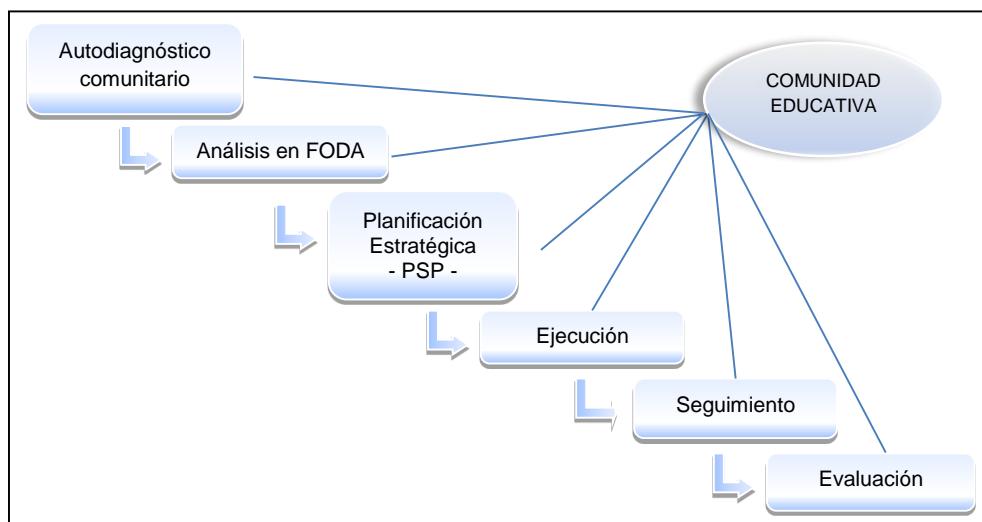 Autodiagnóstico
comunitario
COMUNIDAD
EDUCATIVA
Análisis en FODA
Planificación
Estratégica
- PSP -
Ejecución
Seguimiento
Evaluación